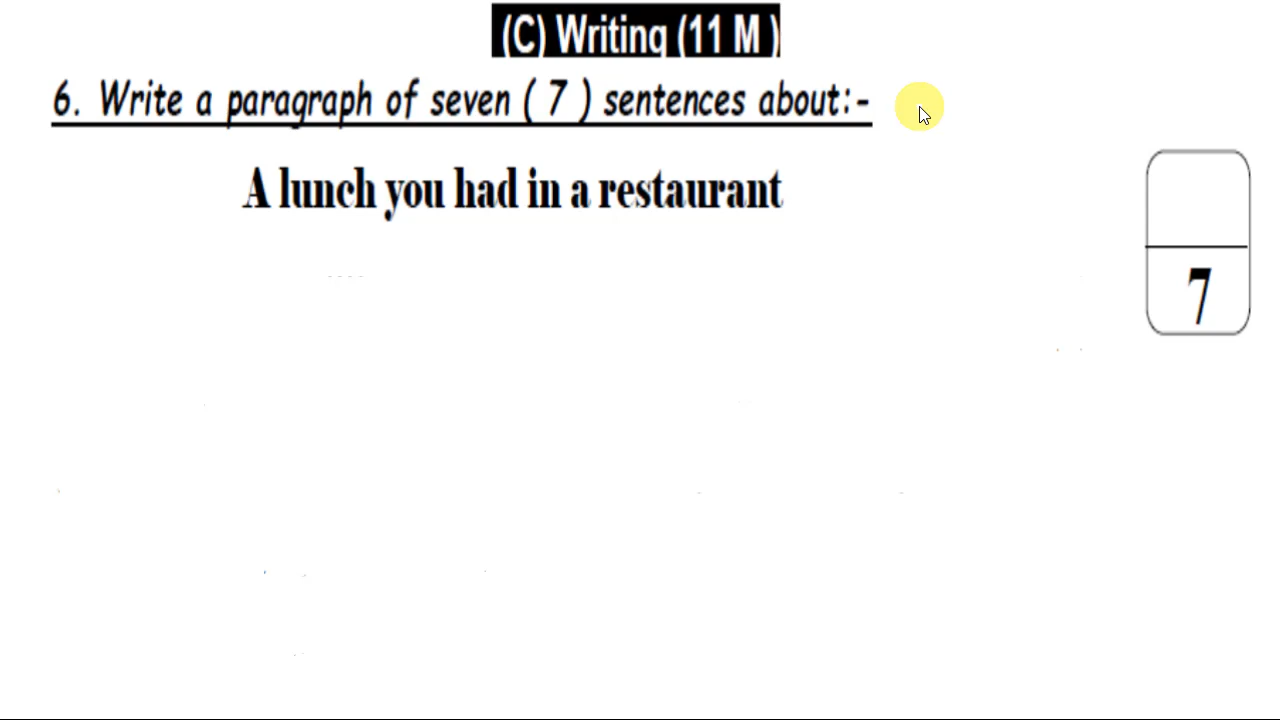 (C) Writing (11 M )
6. Write a paragraph of seven ( 7 ) sentences about:-
A lunch you had in a restaurant
7